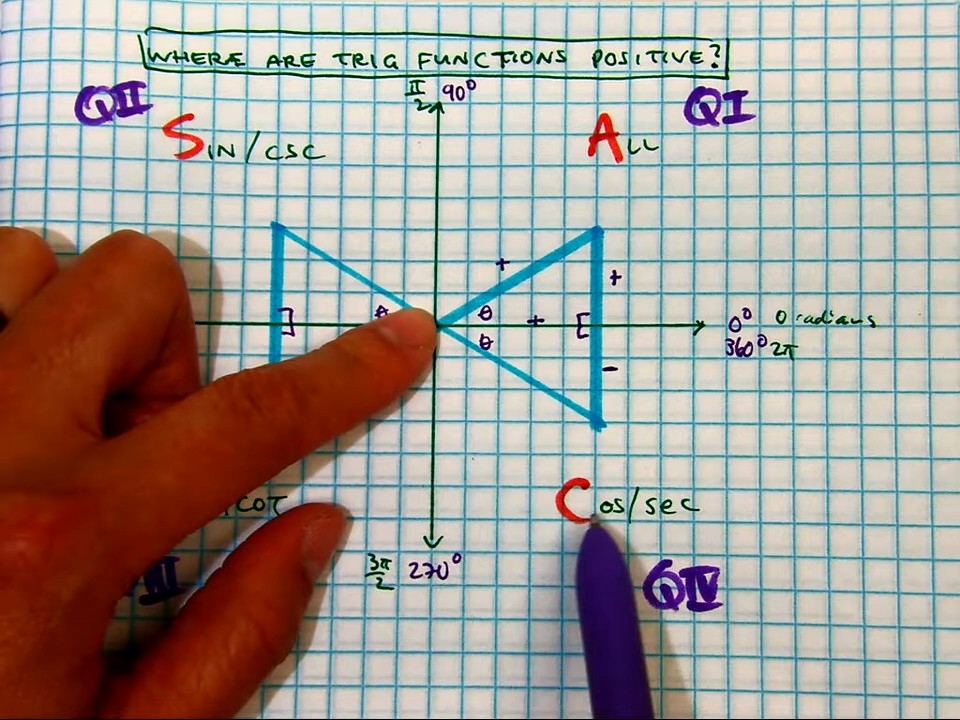 WHERE ARE TRIG FUNCTIONS POSITIVE?
π/2 90°
QII
QI
SIN/CSC
ALL
+
+
θ
θ
+
0° 0 radians
θ
360° 2π
-
COT
COS/SEC
3π/2 270°
III
QIV